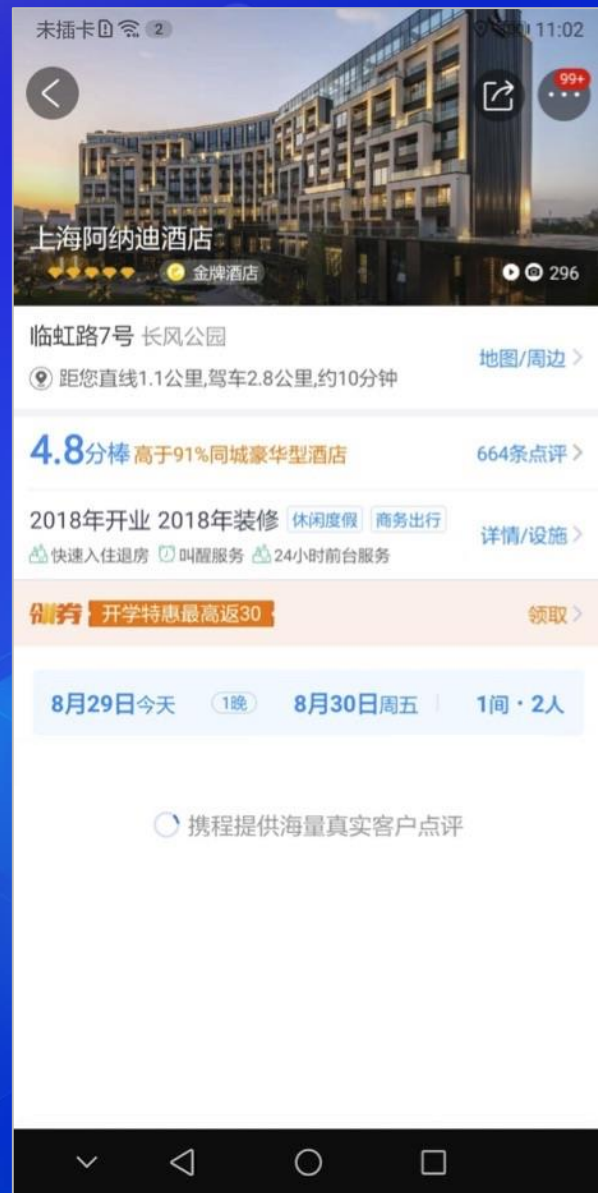 未插卡 2 11:02
99+
上海阿纳迪酒店
金牌酒店 296
临虹路7号 长风公园
距您直线1.1公里,驾车2.8公里,约10分钟 地图/周边
4.8分棒 高于91%同城豪华型酒店 664条点评
2018年开业 2018年装修 休闲度假 商务出行
快速入住退房 叫醒服务 24小时前台服务 详情/设施
领券 开学特惠最高返30 领取
8月29日今天 1晚 8月30日周五 1间·2人
携程提供海量真实客户点评